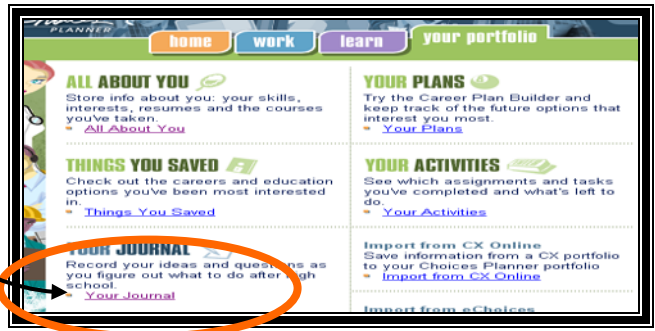 PLANNER
home
work
learn
your portfolio
ALL ABOUT YOU
Store info about you: your skills,
interests, resumes and the courses
you've taken.
All About You
THINGS YOU SAVED
Check out the careers and education
options you've been most interested
in.
Things You Saved
YOUR JOURNAL
Record your ideas and questions as
you figure out what to do after high
school.
Your Journal
YOUR PLANS
Try the Career Plan Builder and
keep track of the future options that
interest you most.
Your Plans
YOUR ACTIVITIES
See which assignments and tasks
you've completed and what's left to
do.
Your Activities
Import from CX Online
Save information from a CX portfolio
to your Choices Planner portfolio
Import from CX Online
Import from eChoices